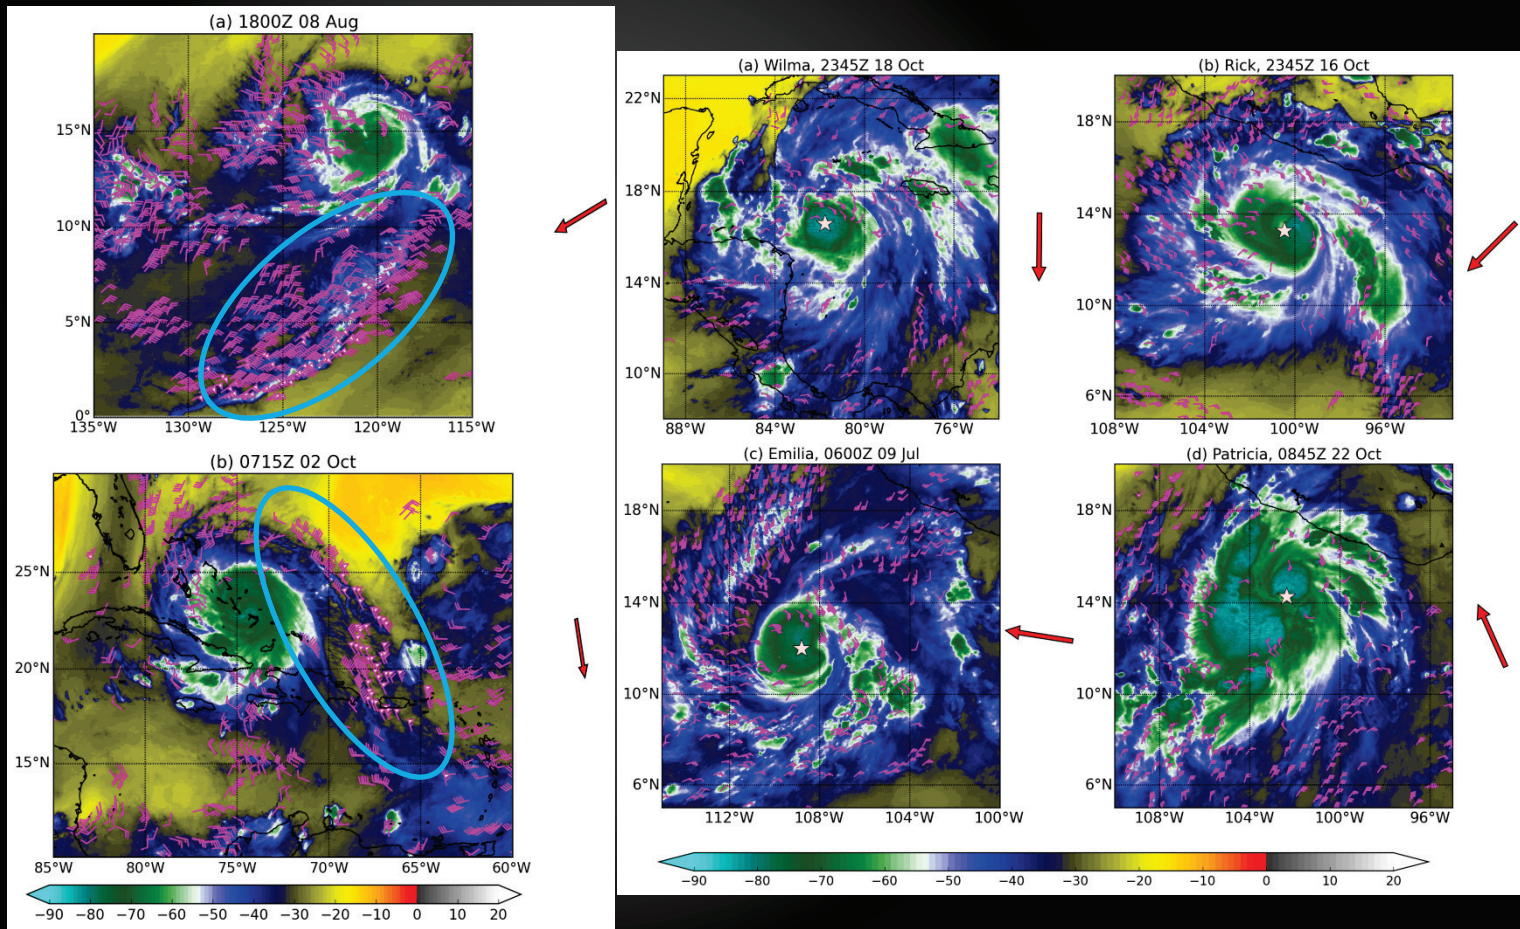 (a) 1800Z 08 Aug
15°N
10°N
5°N
0°
135°W 130°W 125°W 120°W 115°W
(b) 0715Z 02 Oct
25°N
20°N
15°N
85°W 80°W 75°W 70°W 65°W 60°W
−90 −80 −70 −60 −50 −40 −30 −20 −10 0 10 20
(a) Wilma, 2345Z 18 Oct
22°N
18°N
14°N
10°N
88°W 84°W 80°W 76°W
(b) Rick, 2345Z 16 Oct
18°N
14°N
10°N
6°N
108°W 104°W 100°W 96°W
(c) Emilia, 0600Z 09 Jul
18°N
14°N
10°N
6°N
112°W 108°W 104°W 100°W
(d) Patricia, 0845Z 22 Oct
18°N
14°N
10°N
6°N
108°W 104°W 100°W 96°W
−90 −80 −70 −60 −50 −40 −30 −20 −10 0 10 20